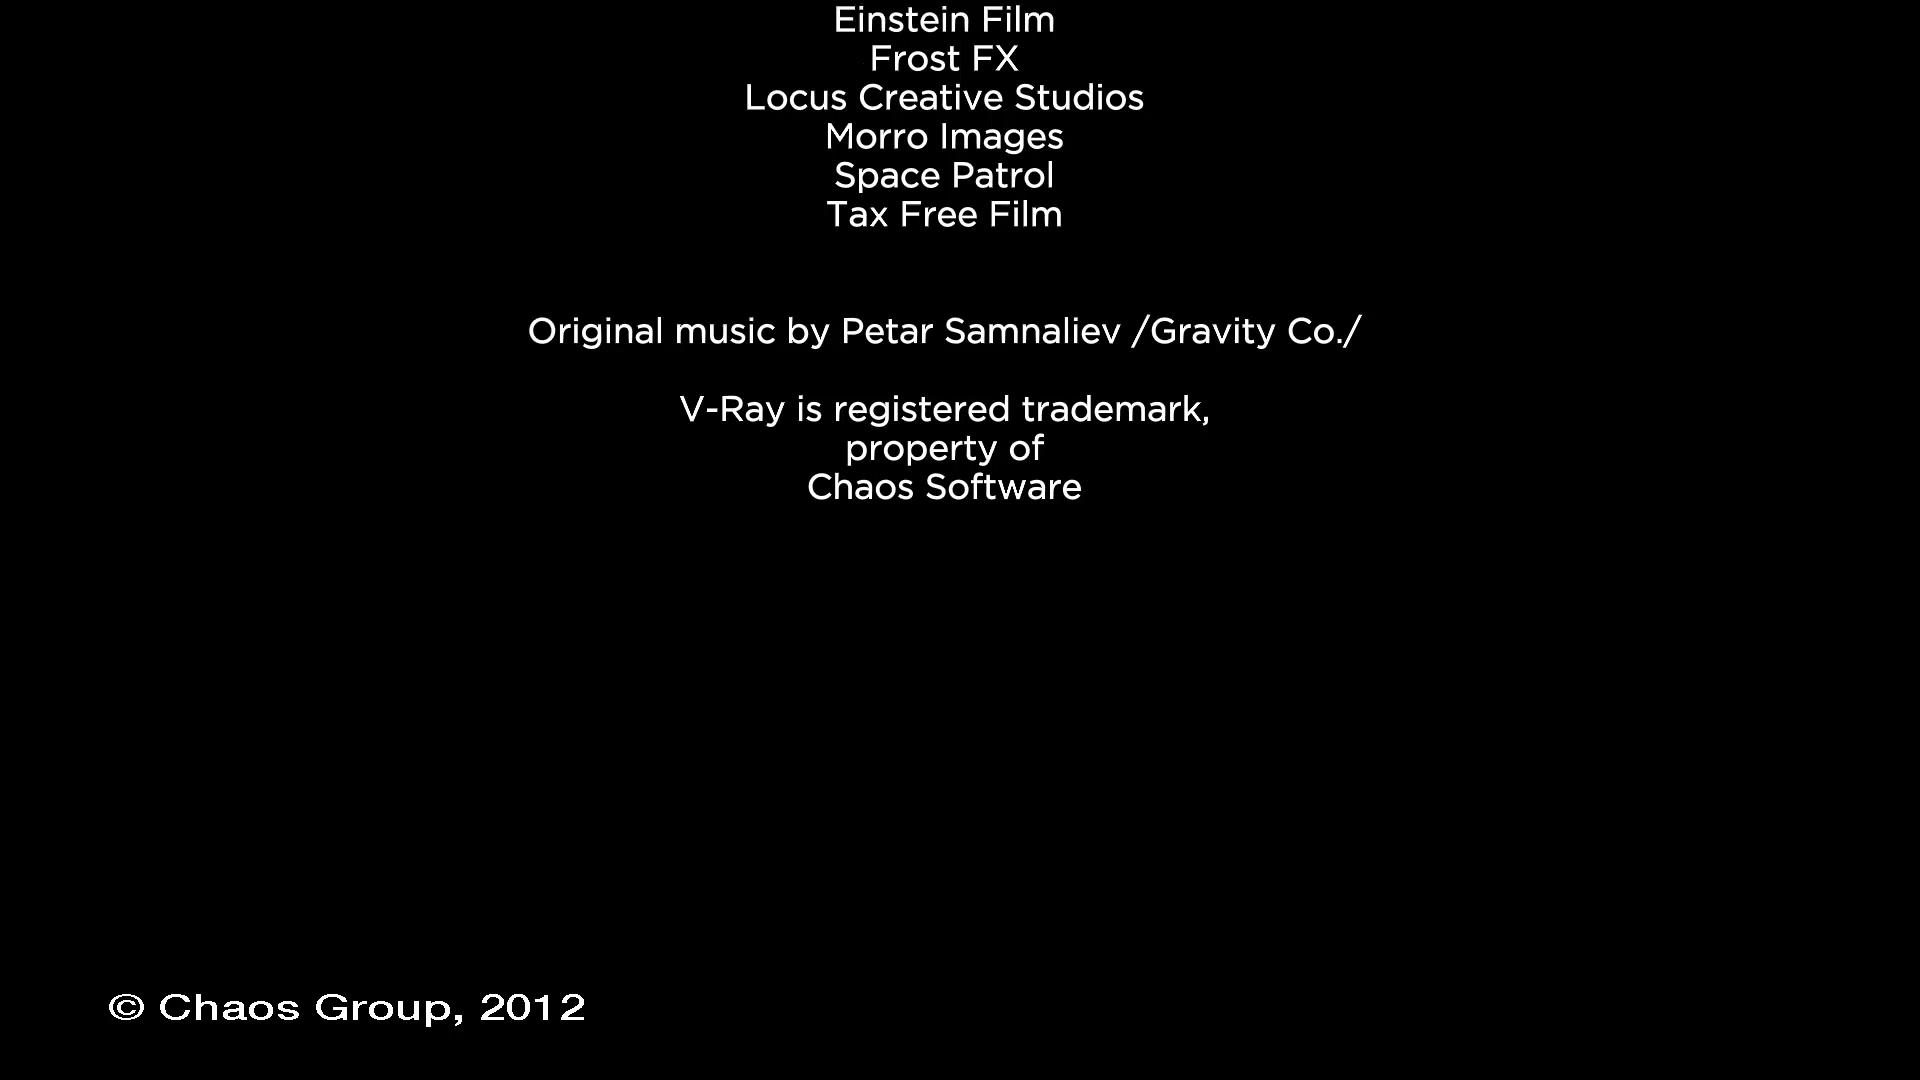 Einstein Film
Frost FX
Locus Creative Studios
Morro Images
Space Patrol
Tax Free Film
Original music by Petar Samnaliev /Gravity Co./
V-Ray is registered trademark,
property of
Chaos Software
© Chaos Group, 2012